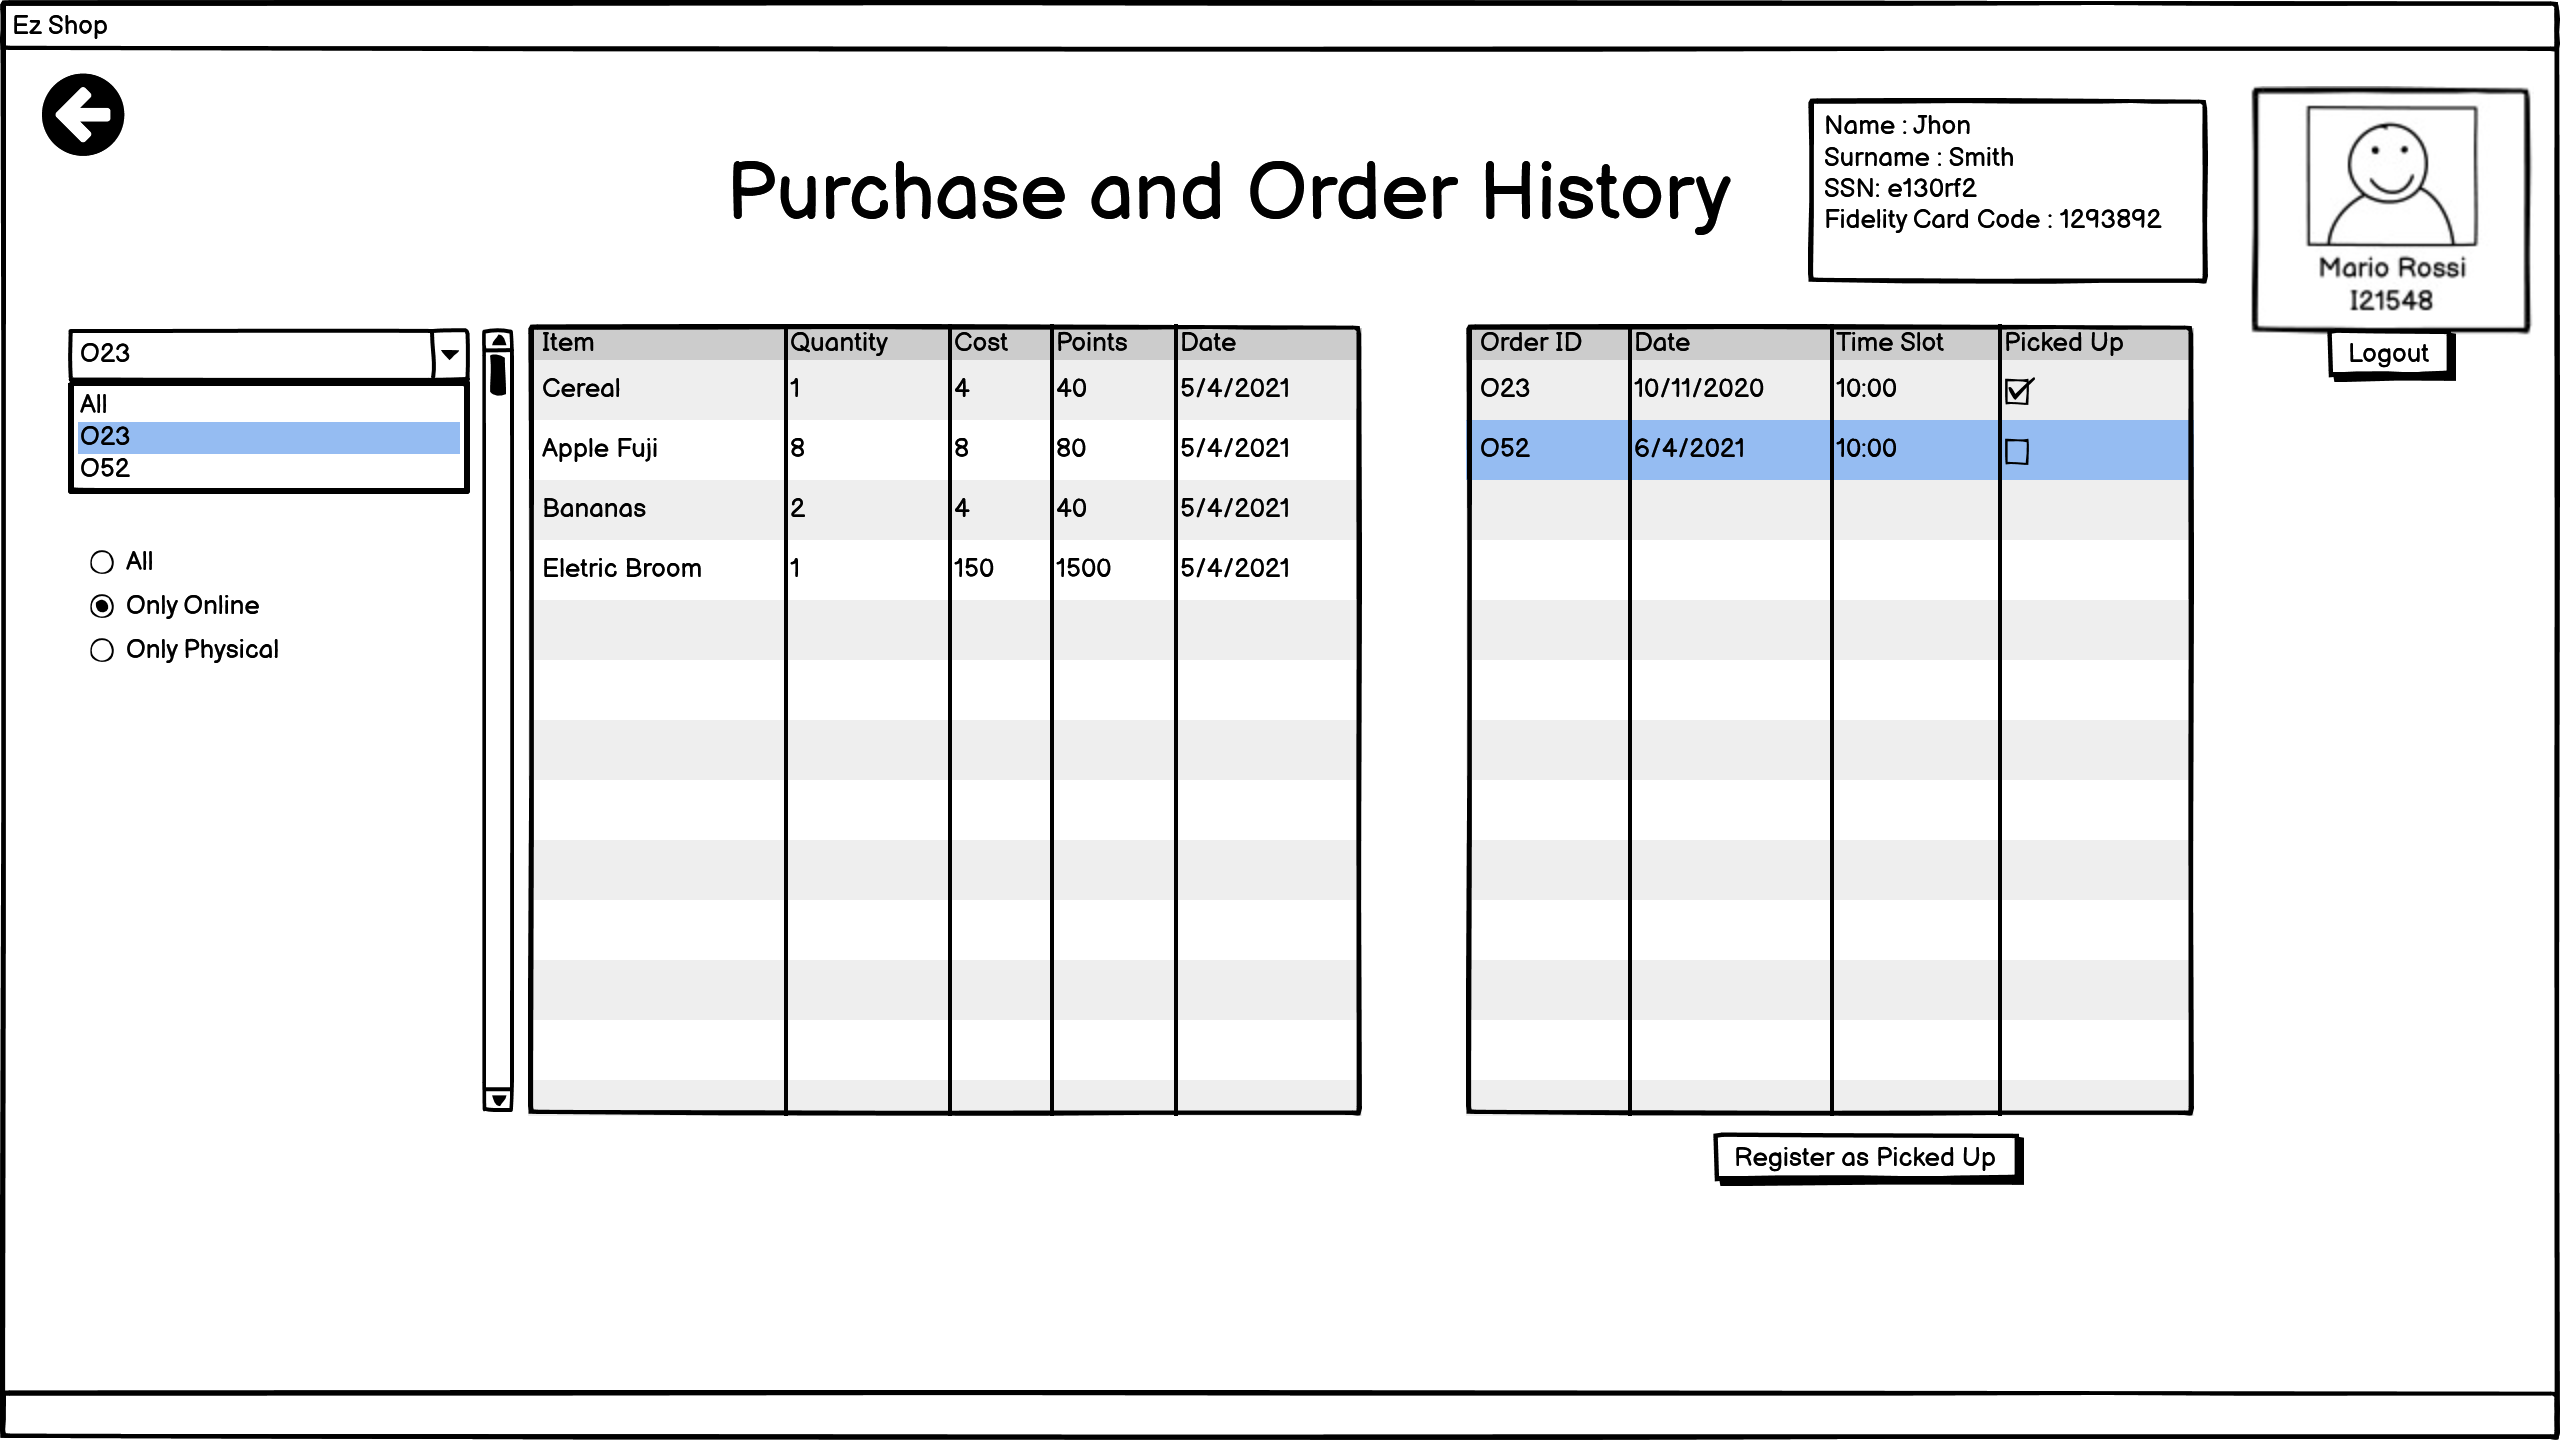 Ez Shop
Purchase and Order History
Name : Jhon
Surname : Smith
SSN: e130rf2
Fidelity Card Code : 1293892
Mario Rossi
I21548
Logout
O23
All
O23
O52
All
Only Online
Only Physical
Item Quantity Cost Points Date
Cereal 1 4 40 5/4/2021
Apple Fuji 8 8 80 5/4/2021
Bananas 2 4 40 5/4/2021
Eletric Broom 1 150 1500 5/4/2021
Order ID Date Time Slot Picked Up
O23 10/11/2020 10:00
O52 6/4/2021 10:00
Register as Picked Up